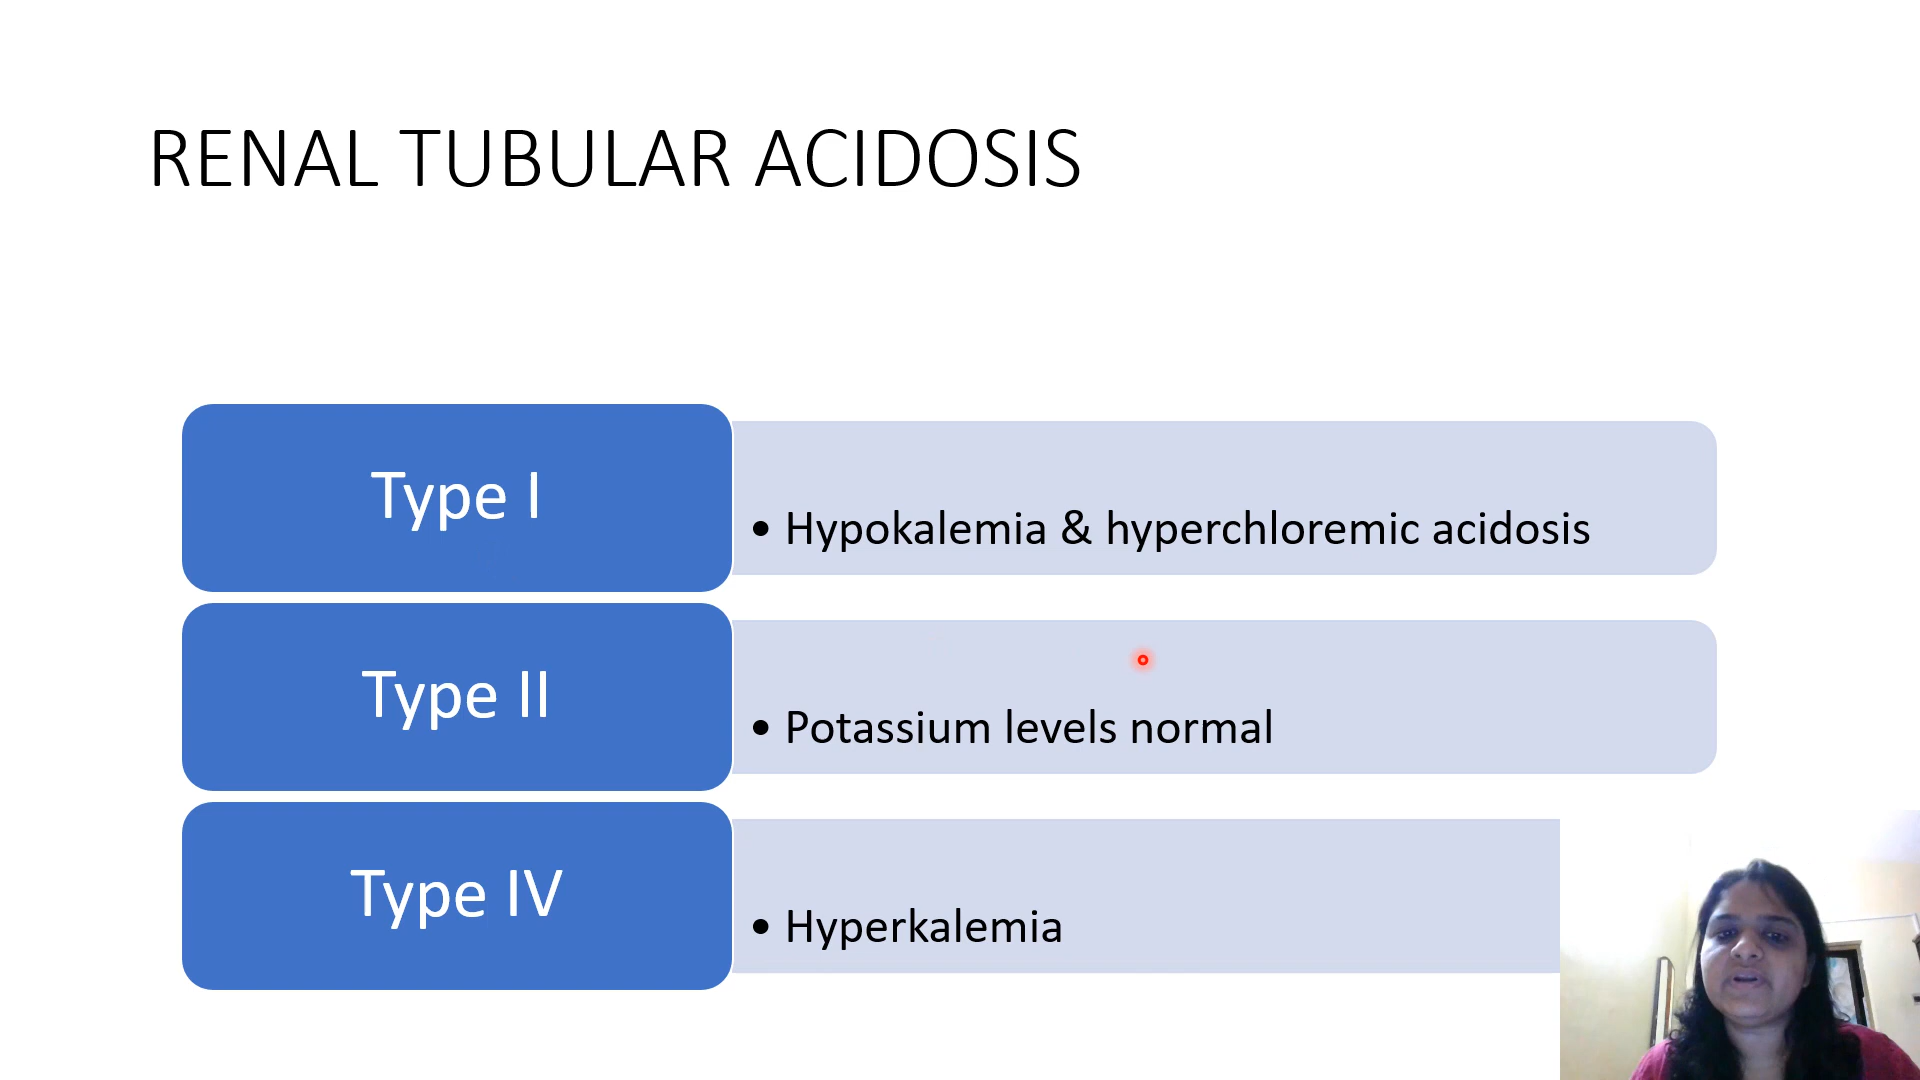 RENAL TUBULAR ACIDOSIS
Type I
• Hypokalemia & hyperchloremic acidosis
Type II
• Potassium levels normal
Type IV
• Hyperkalemia